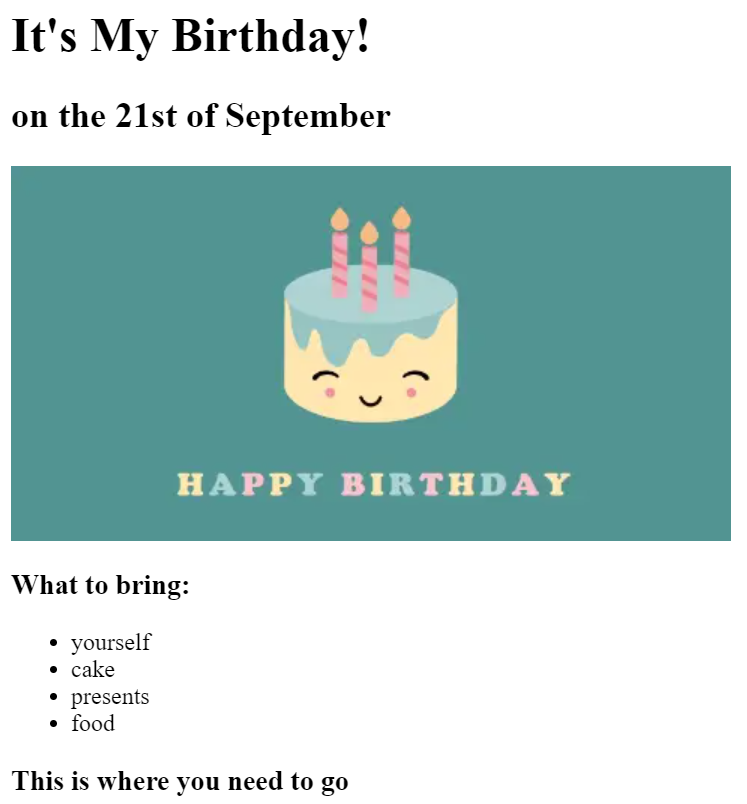 It's My Birthday!
on the 21st of September
HAPPY BIRTHDAY
What to bring:
yourself
cake
presents
food
This is where you need to go